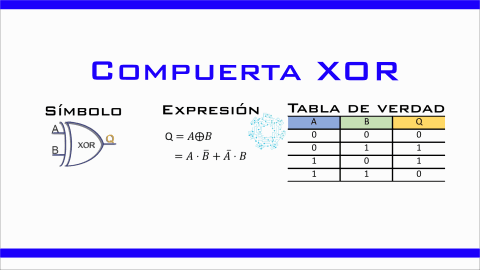 COMPUERTA XOR
SÍMBOLO
A
B
XOR
Q
EXPRESIÓN
Q = A⊕B
= A · B̅ + A̅ · B
TABLA DE VERDAD
A B Q
0 0 0
0 1 1
1 0 1
1 1 0